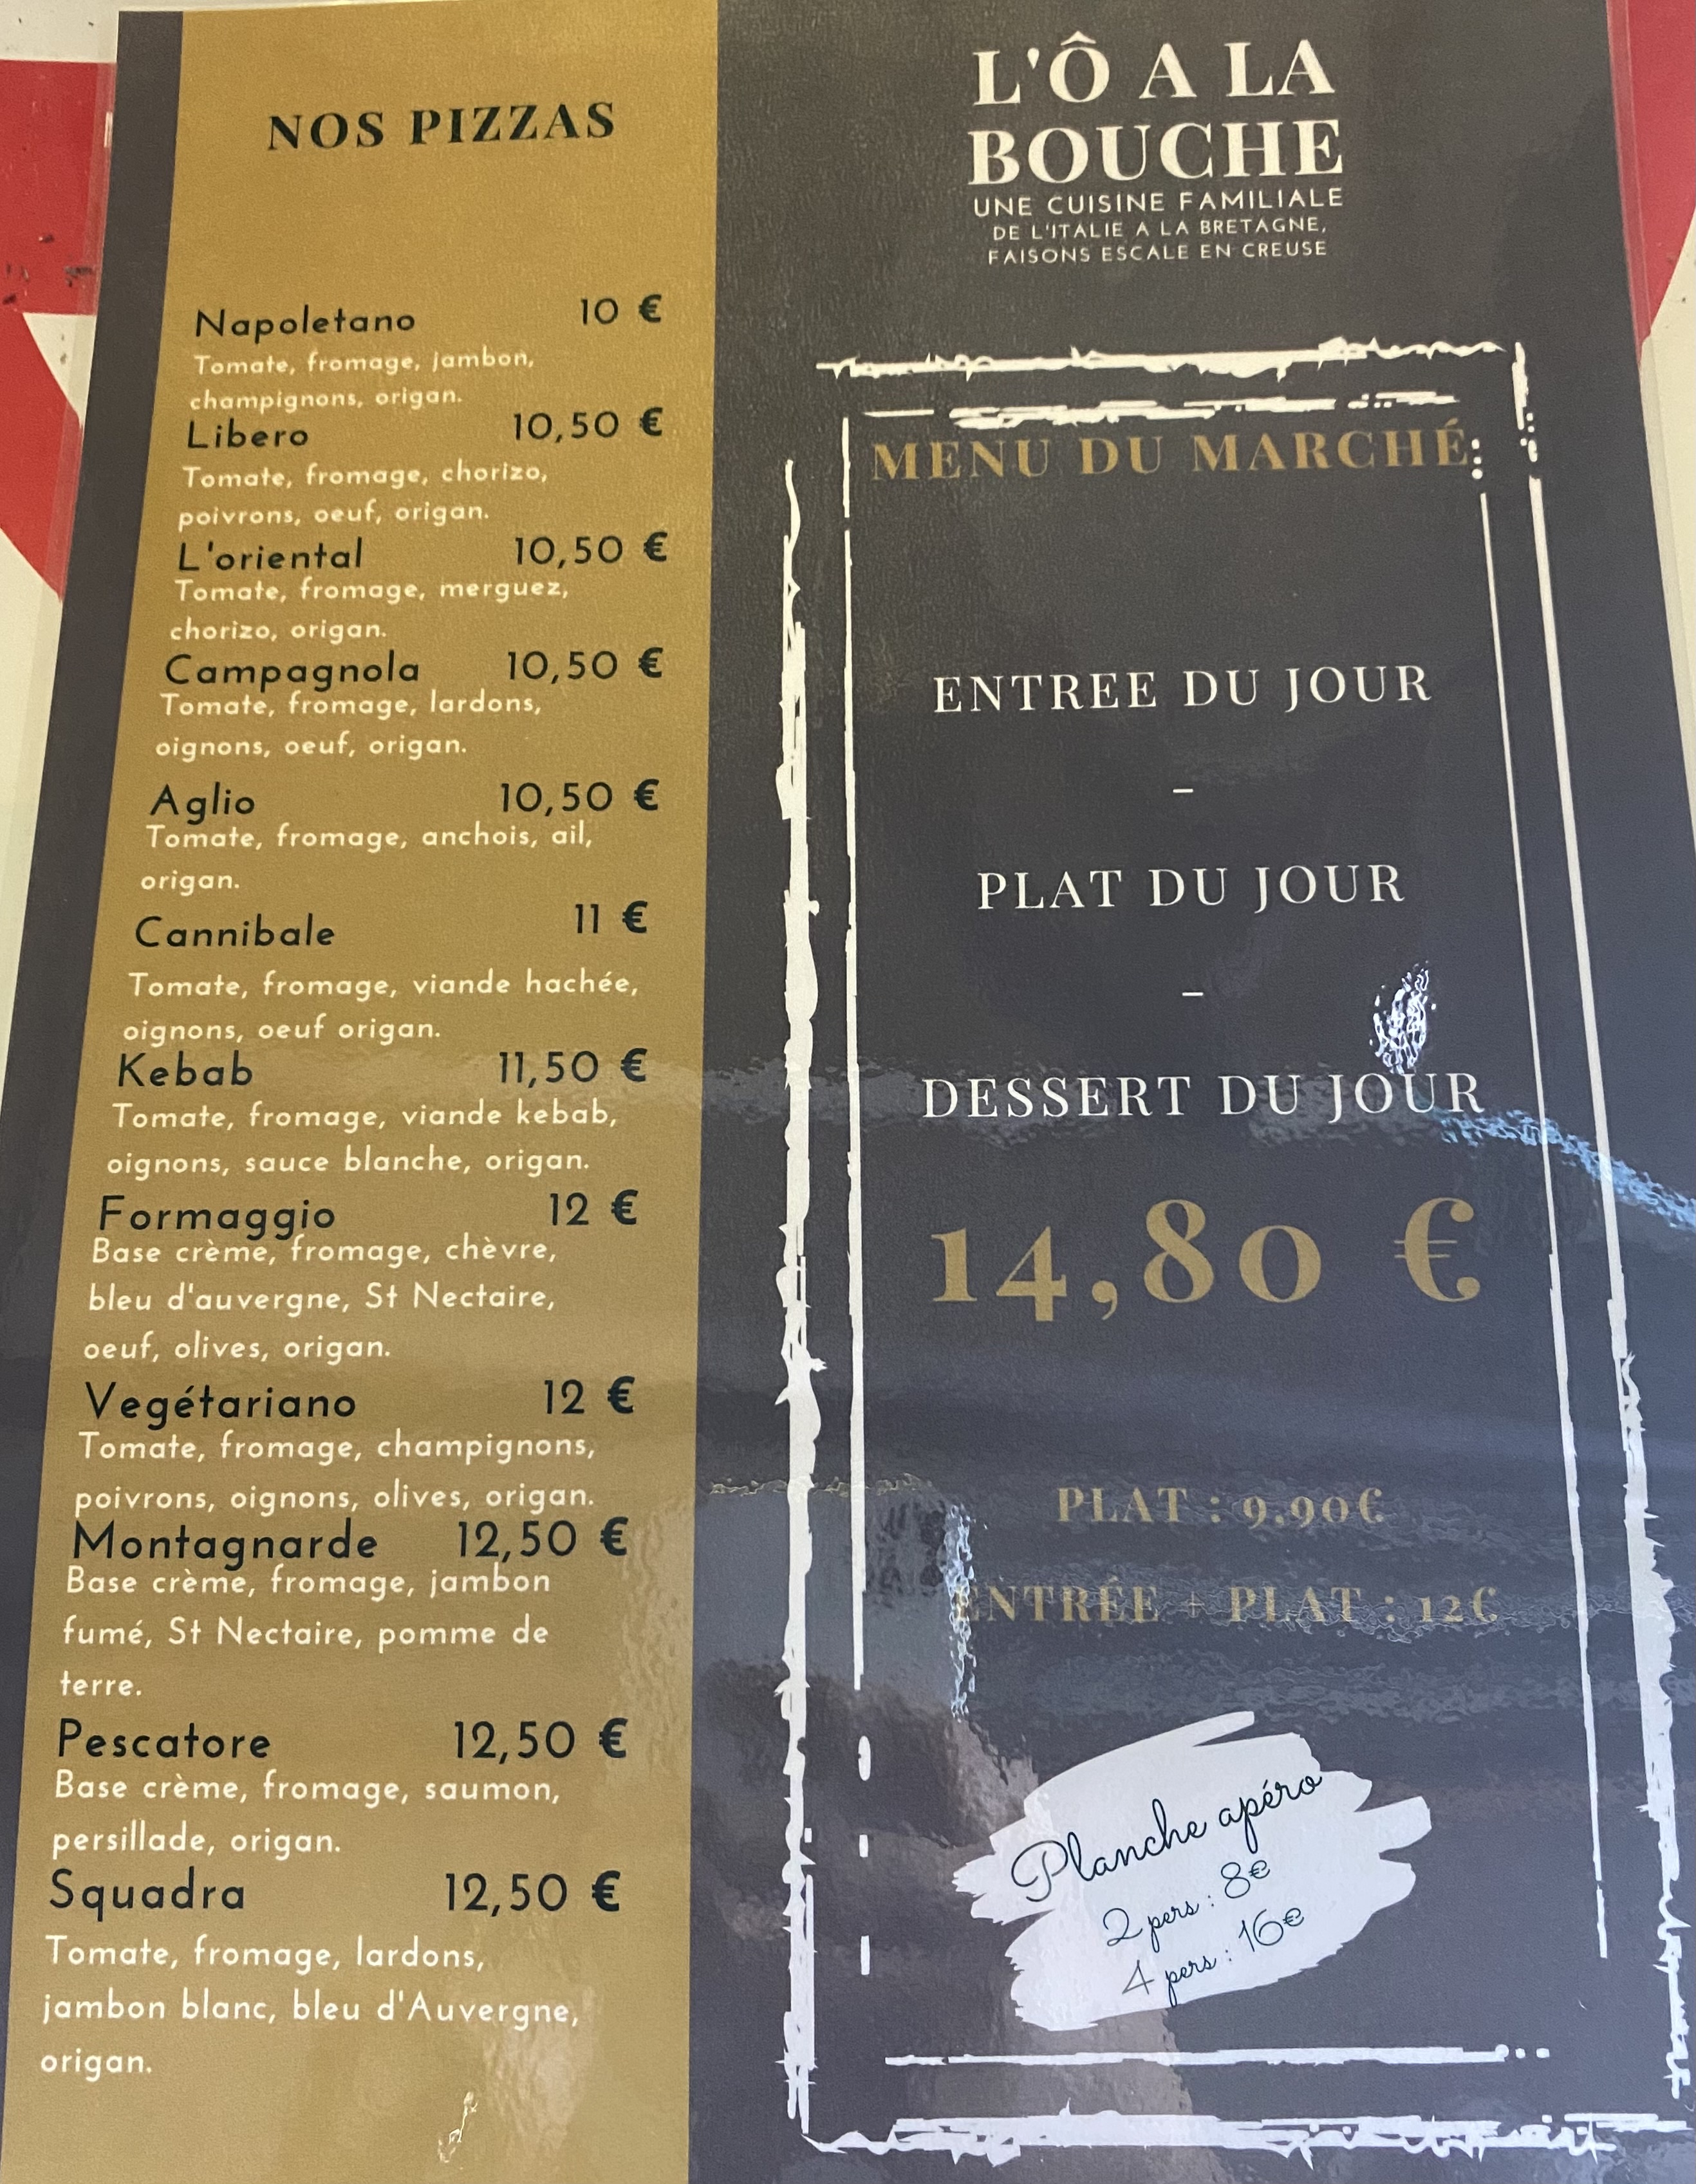 NOS PIZZAS
Napoletano 10 €
Tomate, fromage, jambon,
champignons, origan.
Libero 10,50 €
Tomate, fromage, chorizo,
poivrons, oeuf, origan.
L'oriental 10,50 €
Tomate, fromage, merguez,
chorizo, origan.
Campagnola 10,50 €
Tomate, fromage, lardons,
oignons, oeuf, origan.
Aglio 10,50 €
Tomate, fromage, anchois, ail,
origan.
Cannibale 11 €
Tomate, fromage, viande hachée,
oignons, oeuf origan.
Kebab 11,50 €
Tomate, fromage, viande kebab,
oignons, sauce blanche, origan.
Formaggio 12 €
Base crème, fromage, chèvre,
bleu d'auvergne, St Nectaire,
oeuf, olives, origan.
Vegétariano 12 €
Tomate, fromage, champignons,
poivrons, oignons, olives, origan.
Montagnarde 12,50 €
Base crème, fromage, jambon
fumé, St Nectaire, pomme de
terre.
Pescatore 12,50 €
Base crème, fromage, saumon,
persillade, origan.
Squadra 12,50 €
Tomate, fromage, lardons,
jambon blanc, bleu d'Auvergne,
origan.
L'Ô A LA
BOUCHE
UNE CUISINE FAMILIALE
DE L'ITALIE A LA BRETAGNE,
FAISONS ESCALE EN CREUSE
MENU DU MARCHÉ
ENTREE DU JOUR
–
PLAT DU JOUR
–
DESSERT DU JOUR
14,80 €
PLAT : 9,90€
ENTRÉE + PLAT : 12€
Planche apéro
2 pers : 8€
4 pers : 16€